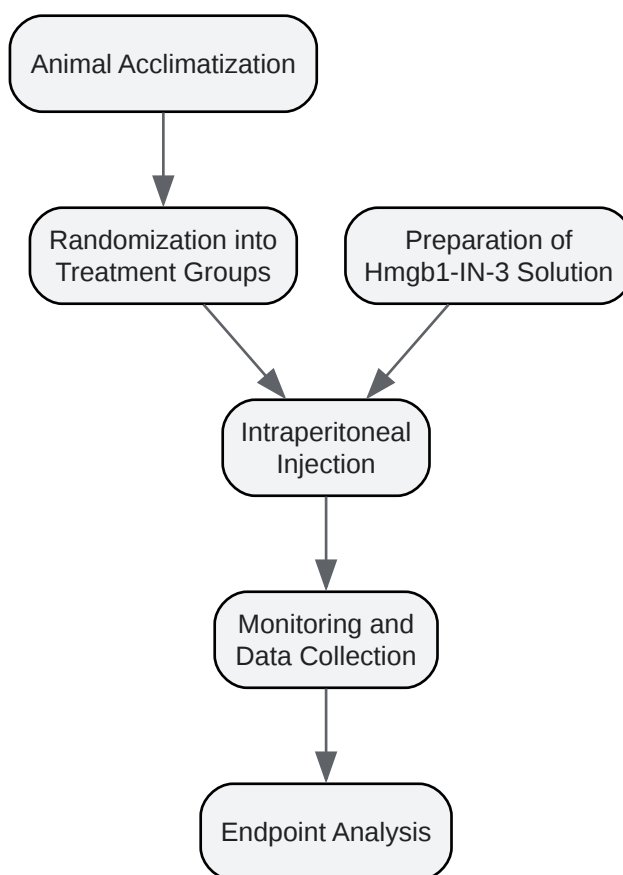 Animal Acclimatization
Randomization into
Treatment Groups
Preparation of
Hmgb1-IN-3 Solution
Intraperitoneal
Injection
Monitoring and
Data Collection
Endpoint Analysis